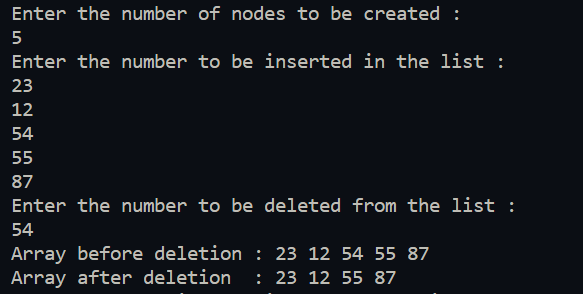 Enter the number of nodes to be created :
5
Enter the number to be inserted in the list :
23
12
54
55
87
Enter the number to be deleted from the list :
54
Array before deletion : 23 12 54 55 87
Array after deletion  : 23 12 55 87